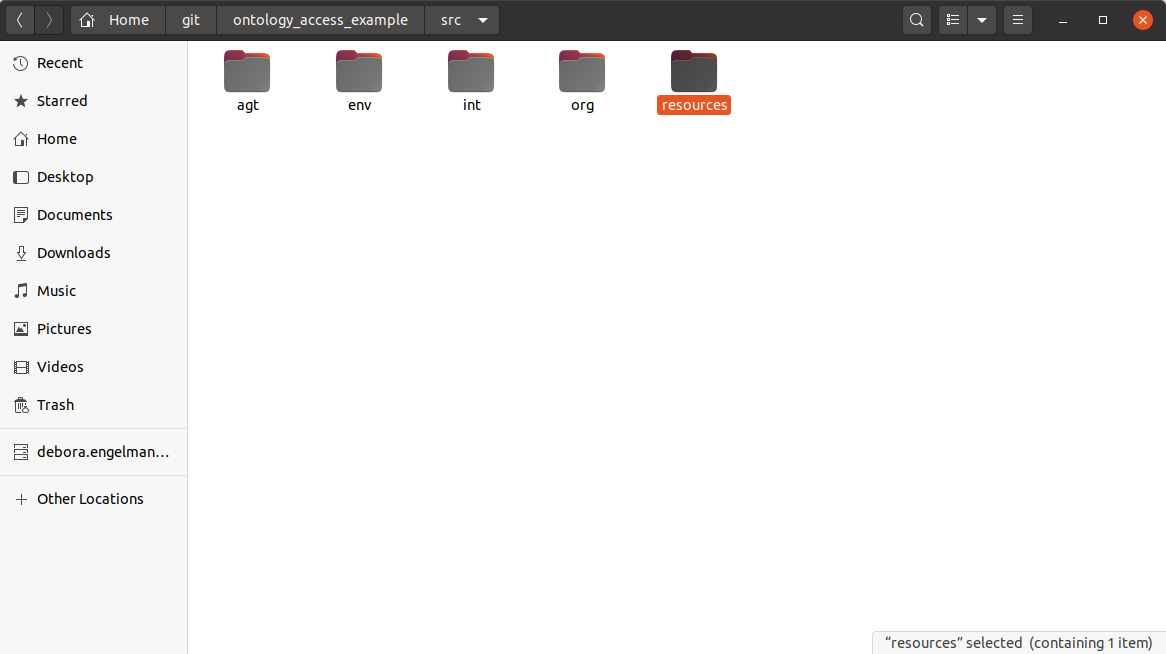 Home git ontology_access_example src
Recent
Starred
Home
Desktop
Documents
Downloads
Music
Pictures
Videos
Trash
debora.engelman…
Other Locations
agt env int org resources
“resources” selected (containing 1 item)